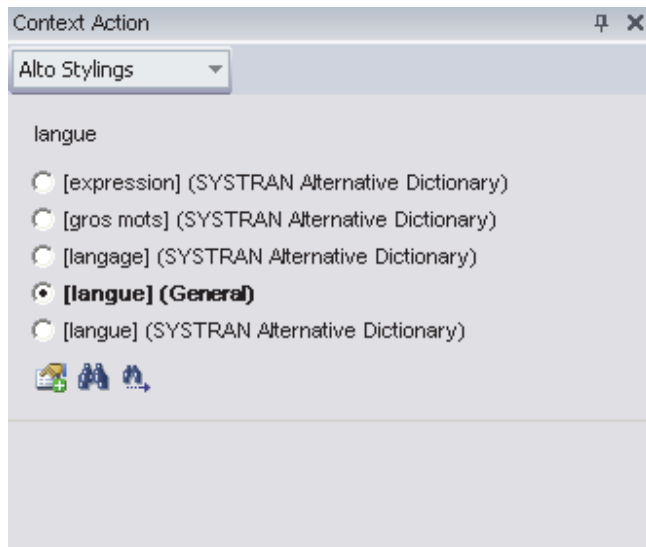 Context Action
Alto Stylings
langue
[expression] (SYSTRAN Alternative Dictionary)
[gros mots] (SYSTRAN Alternative Dictionary)
[langage] (SYSTRAN Alternative Dictionary)
[langue] (General)
[langue] (SYSTRAN Alternative Dictionary)